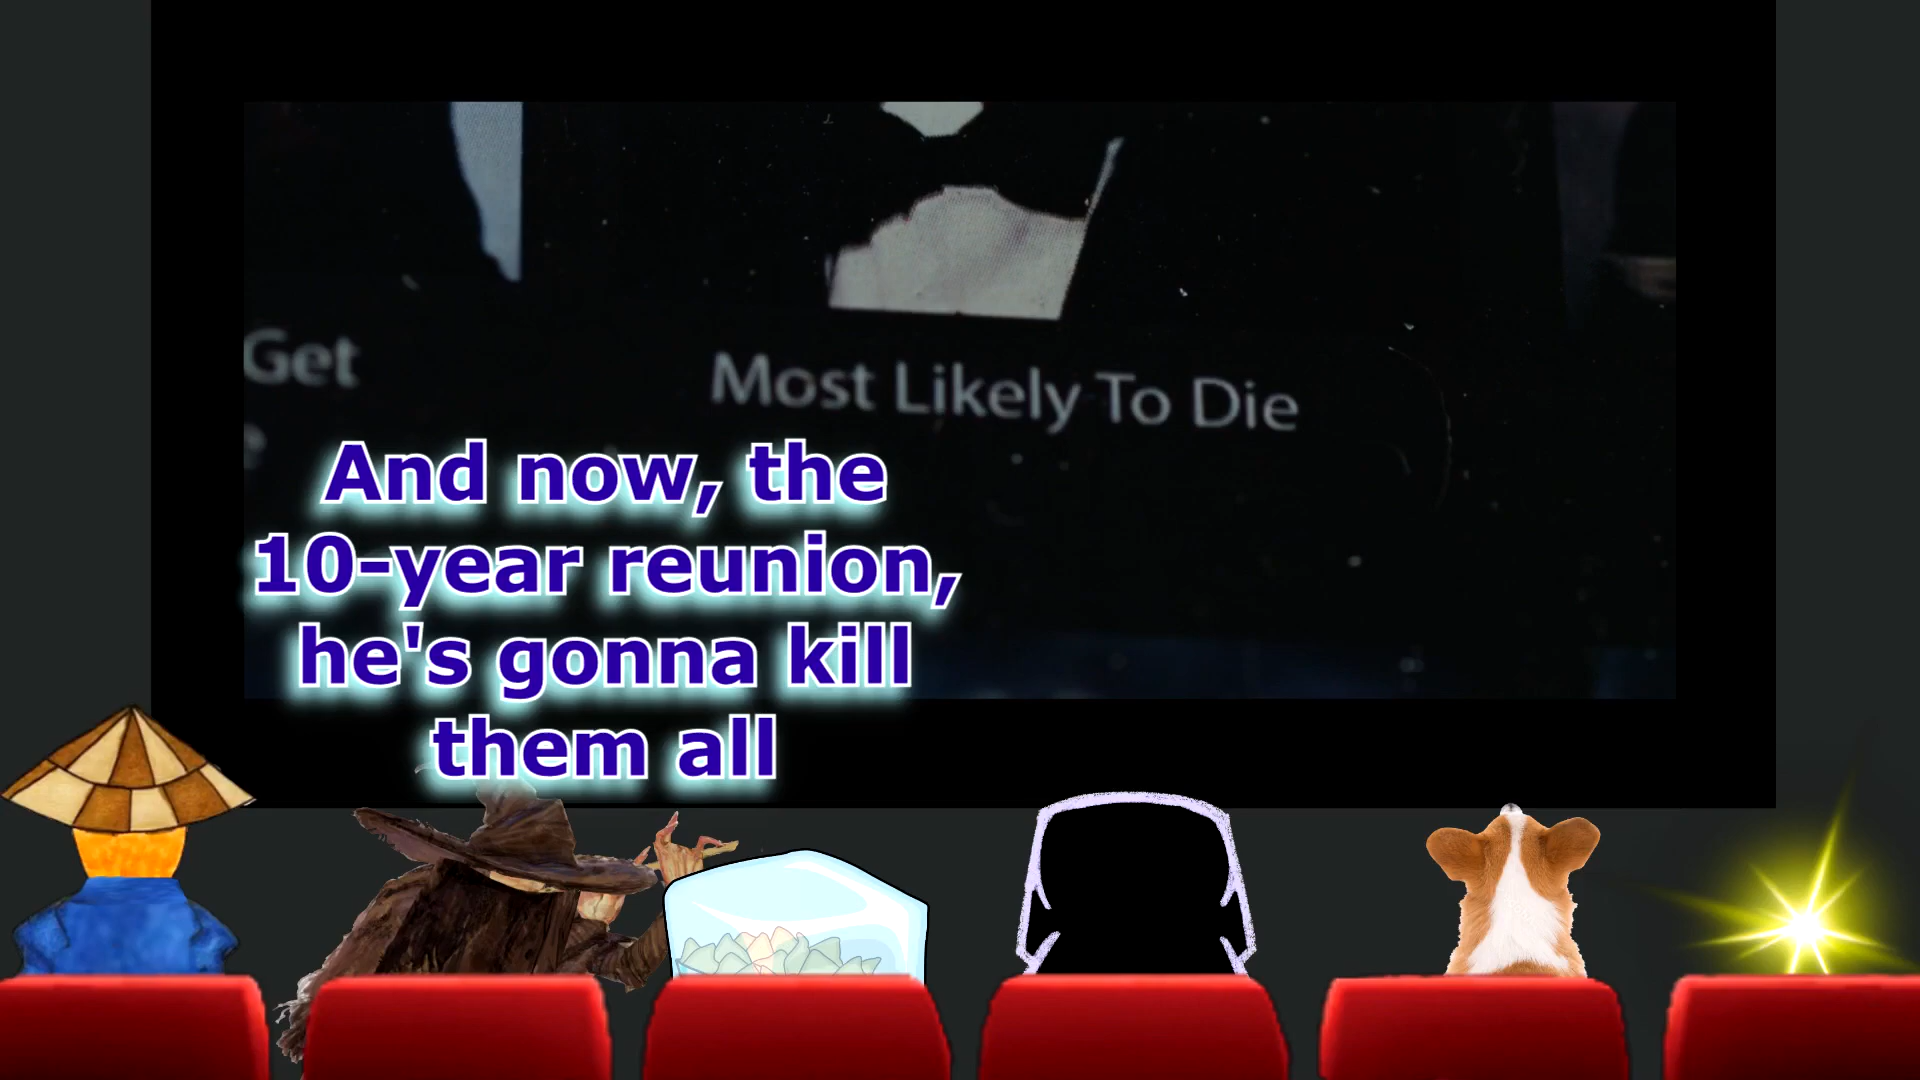 Get
Most Likely To Die
And now, the
10-year reunion,
he's gonna kill
them all